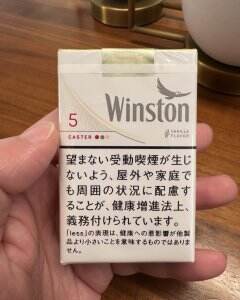 Winston
5
CASTER
VANILLA
FLAVOR
望まない受動喫煙が生じ
ないよう、屋外や家庭で
も周囲の状況に配慮す
ることが、健康増進法上、
義務付けられています。
「less」の表現は、健康への悪影響が他製
品より小さいことを意味するものではありま
せん。